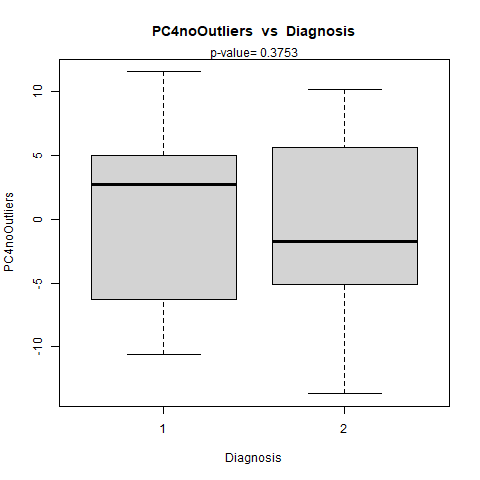 PC4noOutliers vs Diagnosis
p-value= 0.3753
PC4noOutliers
10
5
0
-5
-10
1 2
Diagnosis